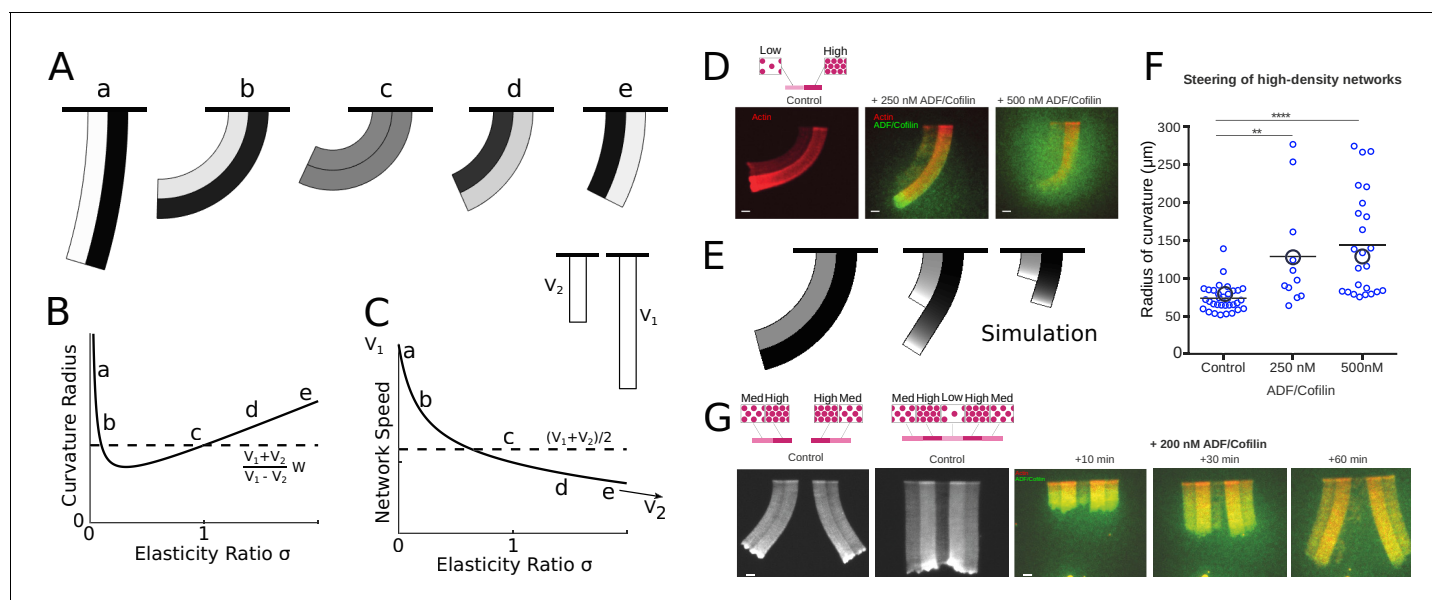 A
a b c d e
V2
V1
B
Curvature Radius
a
b
c
d
e
V1+V2
V1 - V2
W
0
0
1
Elasticity Ratio σ
C
V1
Network Speed
a
b
c
d
e
(V1+V2)/2
V2
0
1
Elasticity Ratio σ
D
Low High
Control + 250 nM ADF/Cofilin + 500 nM ADF/Cofilin
Actin
Actin
ADF/Cofilin
E
Simulation
F
Steering of high-density networks
****
**
Radius of curvature (µm)
300
250
200
150
100
50
0
Control 250 nM 500nM
ADF/Cofilin
G
Med High High Med Med High Low High Med
Control Control
+ 200 nM ADF/Cofilin
+10 min +30 min +60 min
ADF/Cofilin